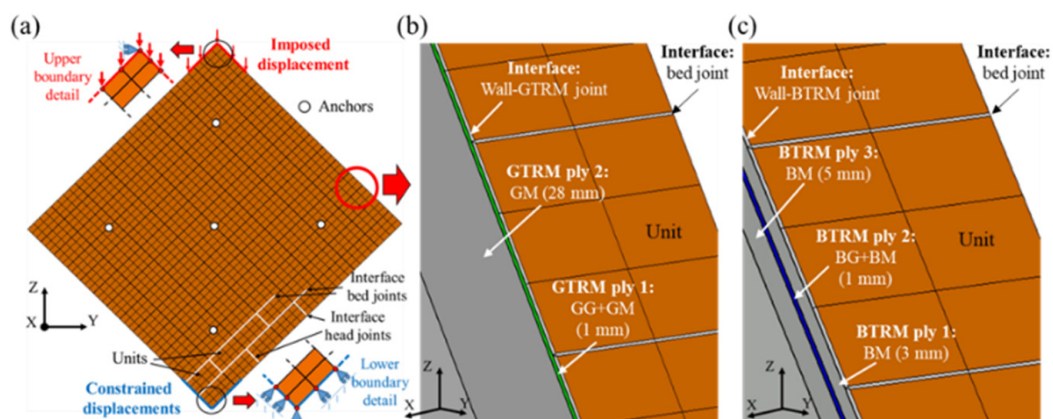 (a)
Upper
boundary
detail
Imposed
displacement
Anchors
Z
X
Y
Units
Interface
bed joints
Interface
head joints
Constrained
displacements
Lower
boundary
detail
(b)
Interface:
Wall-GTRM joint
Interface:
bed joint
GTRM ply 2:
GM (28 mm)
Unit
GTRM ply 1:
GG+GM
(1 mm)
Z
X
Y
(c)
Interface:
Wall-BTRM joint
Interface:
bed joint
BTRM ply 3:
BM (5 mm)
BTRM ply 2:
BG+BM
(1 mm)
Unit
BTRM ply 1:
BM (3 mm)
Z
X
Y